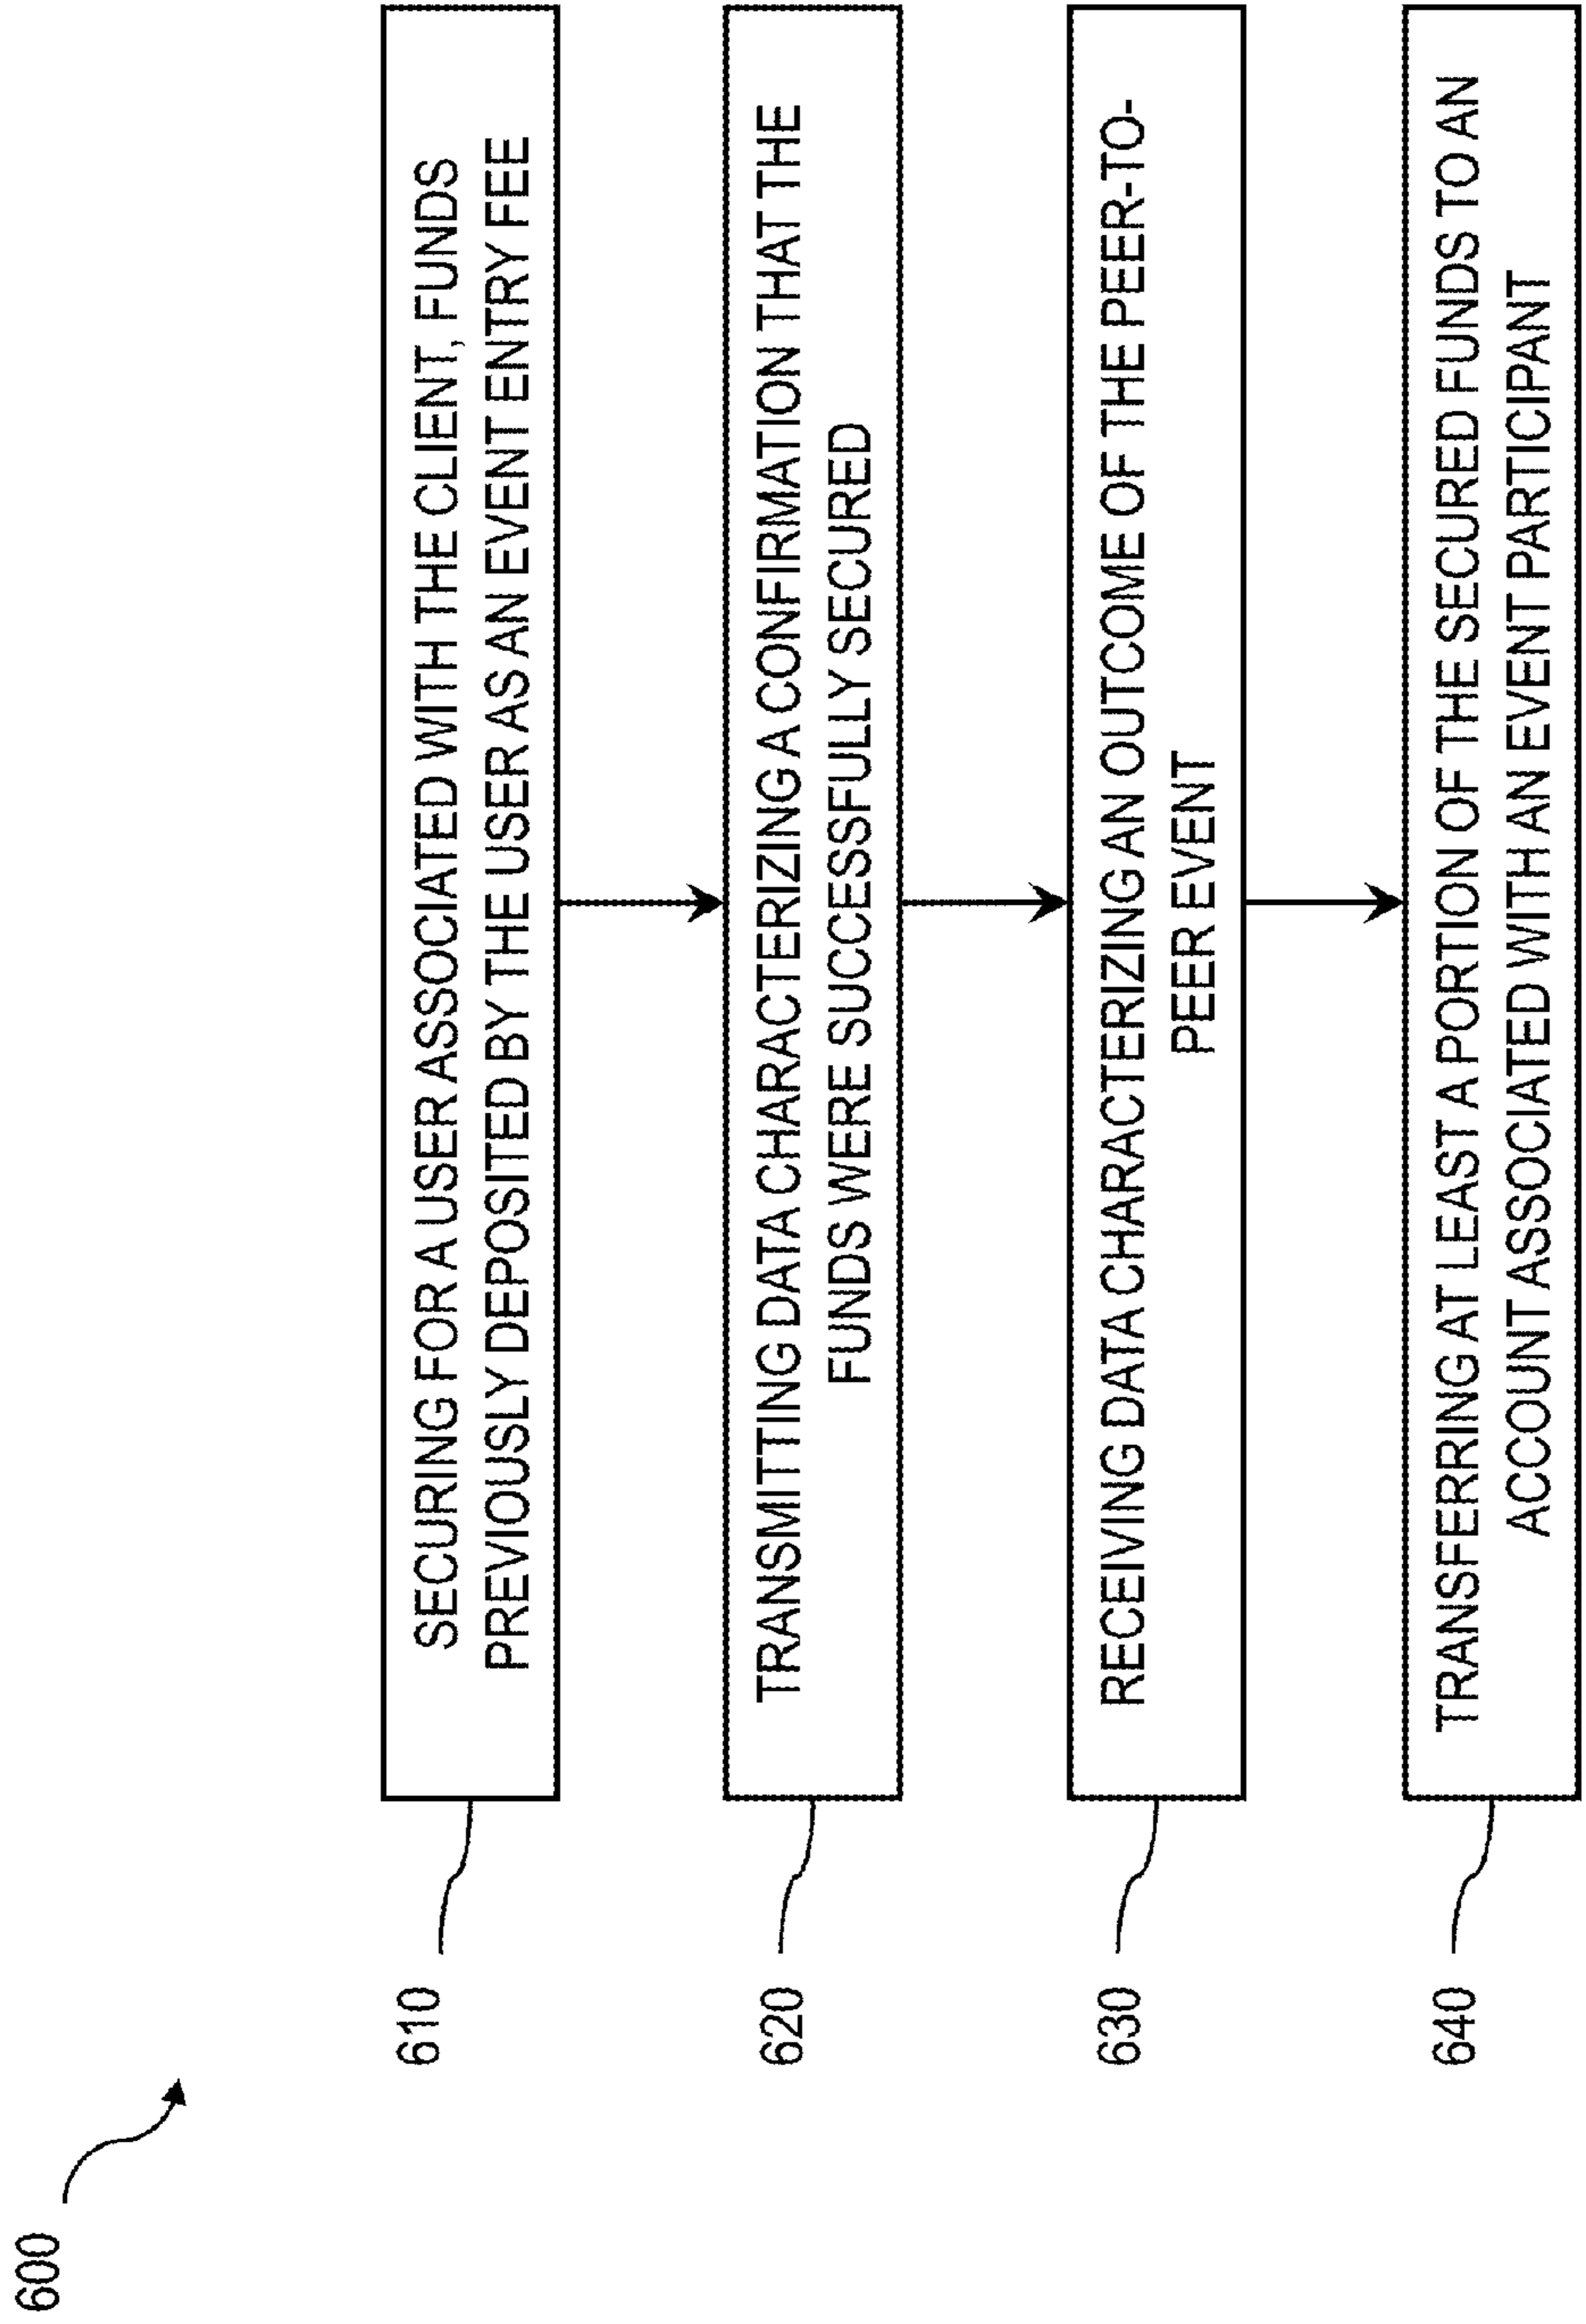 600
610
SECURING FOR A USER ASSOCIATED WITH THE CLIENT, FUNDS
PREVIOUSLY DEPOSITED BY THE USER AS AN EVENT ENTRY FEE
620
TRANSMITTING DATA CHARACTERIZING A CONFIRMATION THAT THE
FUNDS WERE SUCCESSFULLY SECURED
630
RECEIVING DATA CHARACTERIZING AN OUTCOME OF THE PEER-TO-
PEER EVENT
640
TRANSFERRING AT LEAST A PORTION OF THE SECURED FUNDS TO AN
ACCOUNT ASSOCIATED WITH AN EVENT PARTICIPANT